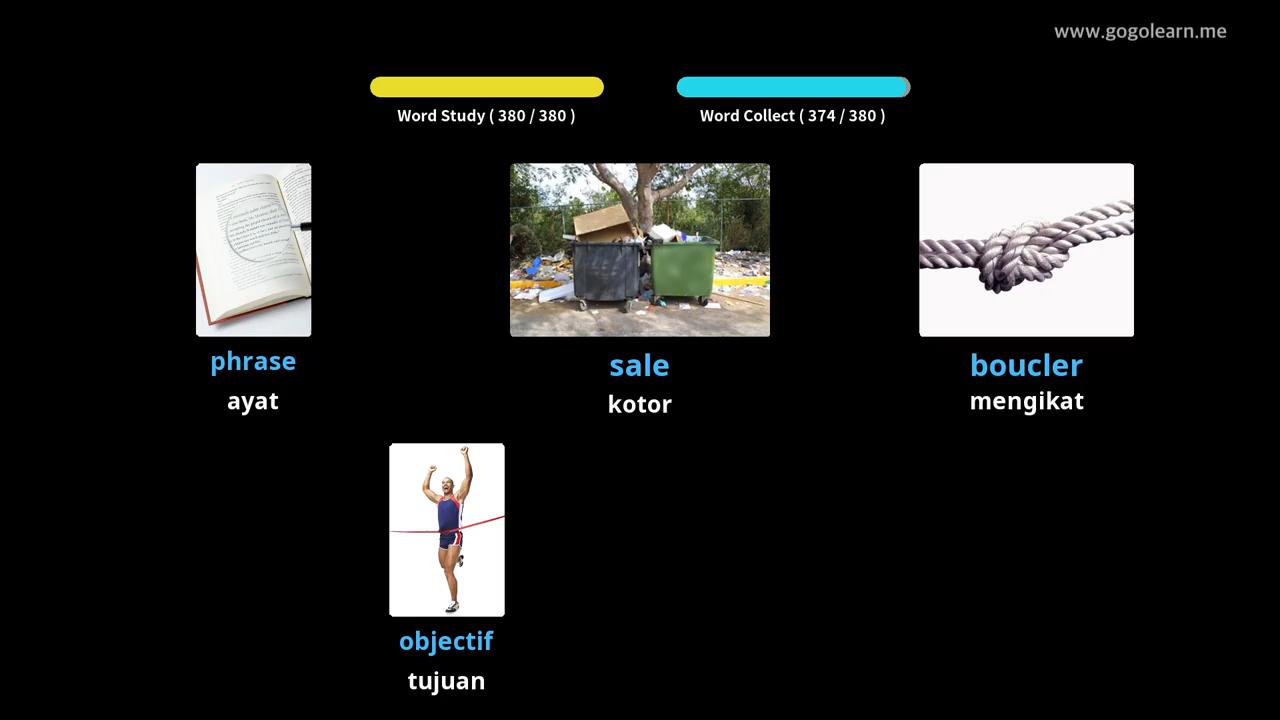 www.gogolearn.me
Word Study ( 380 / 380 )
Word Collect ( 374 / 380 )
phrase
ayat
sale
kotor
boucler
mengikat
objectif
tujuan